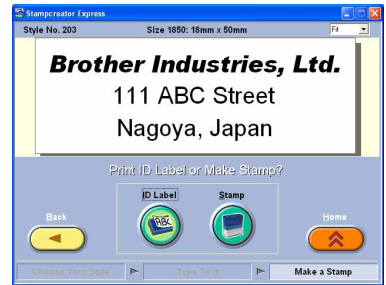 Stampcreator Express
Style No. 203 Size 1850: 18mm x 50mm Fit
Brother Industries, Ltd.
111 ABC Street
Nagoya, Japan
Print ID Label or Make Stamp?
ID Label Stamp
ABC
Back Home
Choose Your Style Type Text Make a Stamp